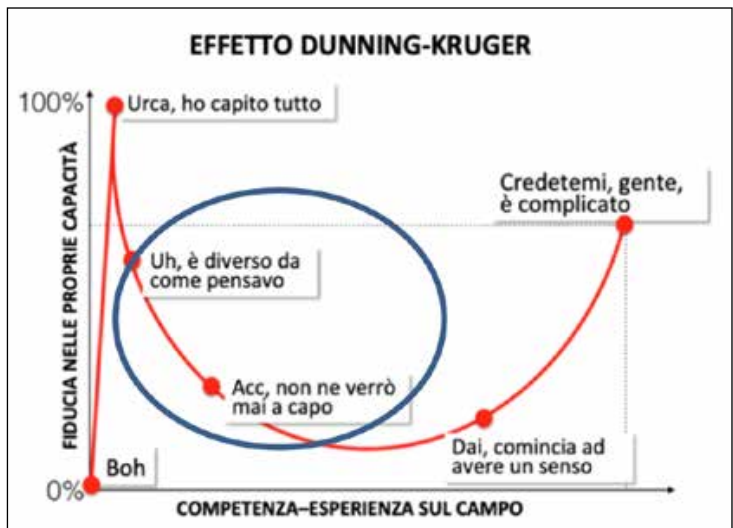 EFFETTO DUNNING-KRUGER
100%
Urca, ho capito tutto
FIDUCIA NELLE PROPRIE CAPACITÀ
Credetemi, gente,
è complicato
Uh, è diverso da
come pensavo
Acc, non ne verrò
mai a capo
Dai, comincia ad
avere un senso
Boh
0%
COMPETENZA–ESPERIENZA SUL CAMPO